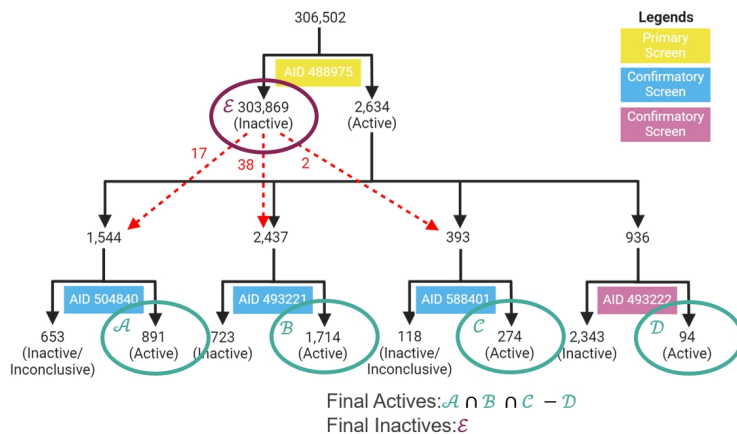 306,502
Legends
Primary
Screen
Confirmatory
Screen
Confirmatory
Screen
AID 488975
ℰ 303,869
(Inactive)
2,634
(Active)
17
38
2
1,544
2,437
393
936
AID 504840
AID 493221
AID 588401
AID 493222
𝒜
ℬ
𝒞
𝒟
653
(Inactive/
Inconclusive)
891
(Active)
723
(Inactive)
1,714
(Active)
118
(Inactive/
Inconclusive)
274
(Active)
2,343
(Inactive)
94
(Active)
Final Actives:𝒜 ∩ ℬ ∩ 𝒞 − 𝒟
Final Inactives:ℰ